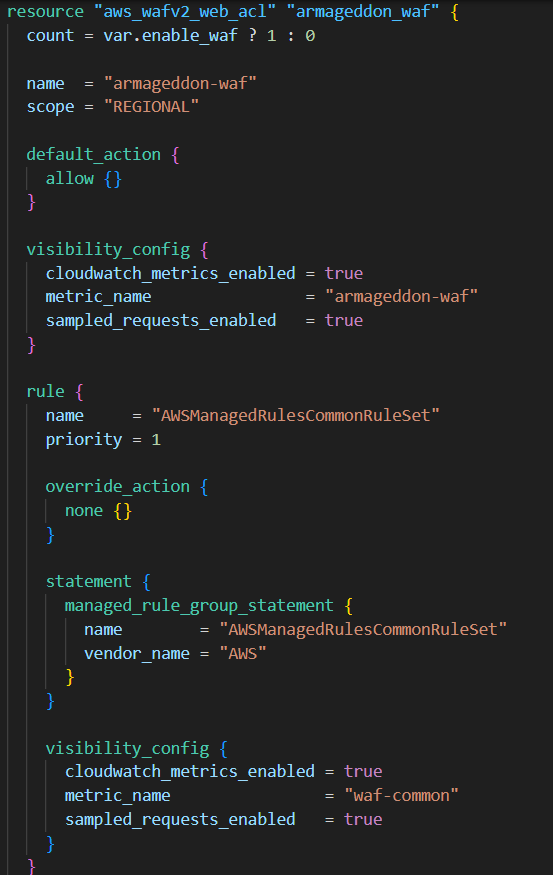 resource "aws_wafv2_web_acl" "armageddon_waf" {
  count = var.enable_waf ? 1 : 0

  name  = "armageddon-waf"
  scope = "REGIONAL"

  default_action {
    allow {}
  }

  visibility_config {
    cloudwatch_metrics_enabled = true
    metric_name                = "armageddon-waf"
    sampled_requests_enabled   = true
  }

  rule {
    name     = "AWSManagedRulesCommonRuleSet"
    priority = 1

    override_action {
      none {}
    }

    statement {
      managed_rule_group_statement {
        name        = "AWSManagedRulesCommonRuleSet"
        vendor_name = "AWS"
      }
    }

    visibility_config {
      cloudwatch_metrics_enabled = true
      metric_name                = "waf-common"
      sampled_requests_enabled   = true
    }
  }